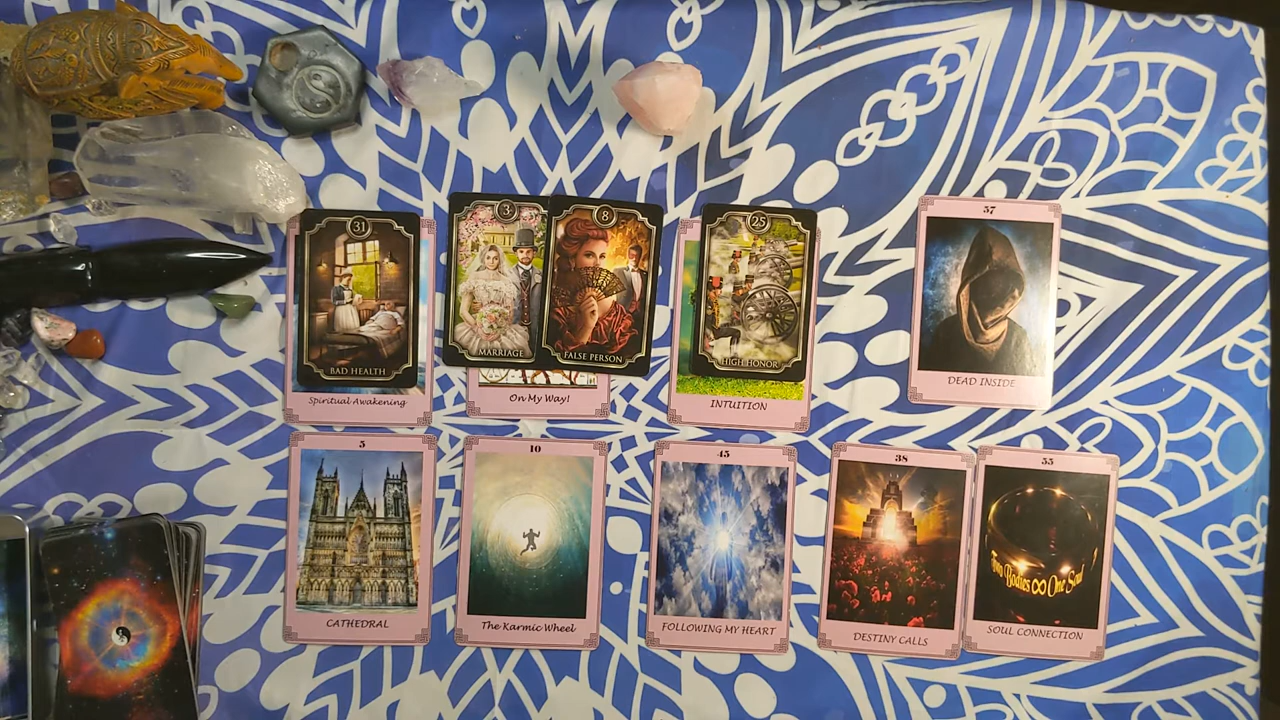 31
BAD HEALTH
Spiritual Awakening
3
MARRIAGE
8
FALSE PERSON
On My Way!
25
HIGH HONOR
INTUITION
57
DEAD INSIDE
5
CATHEDRAL
10
The Karmic Wheel
45
FOLLOWING MY HEART
38
DESTINY CALLS
55
Two Bodies ∞ One Soul
SOUL CONNECTION